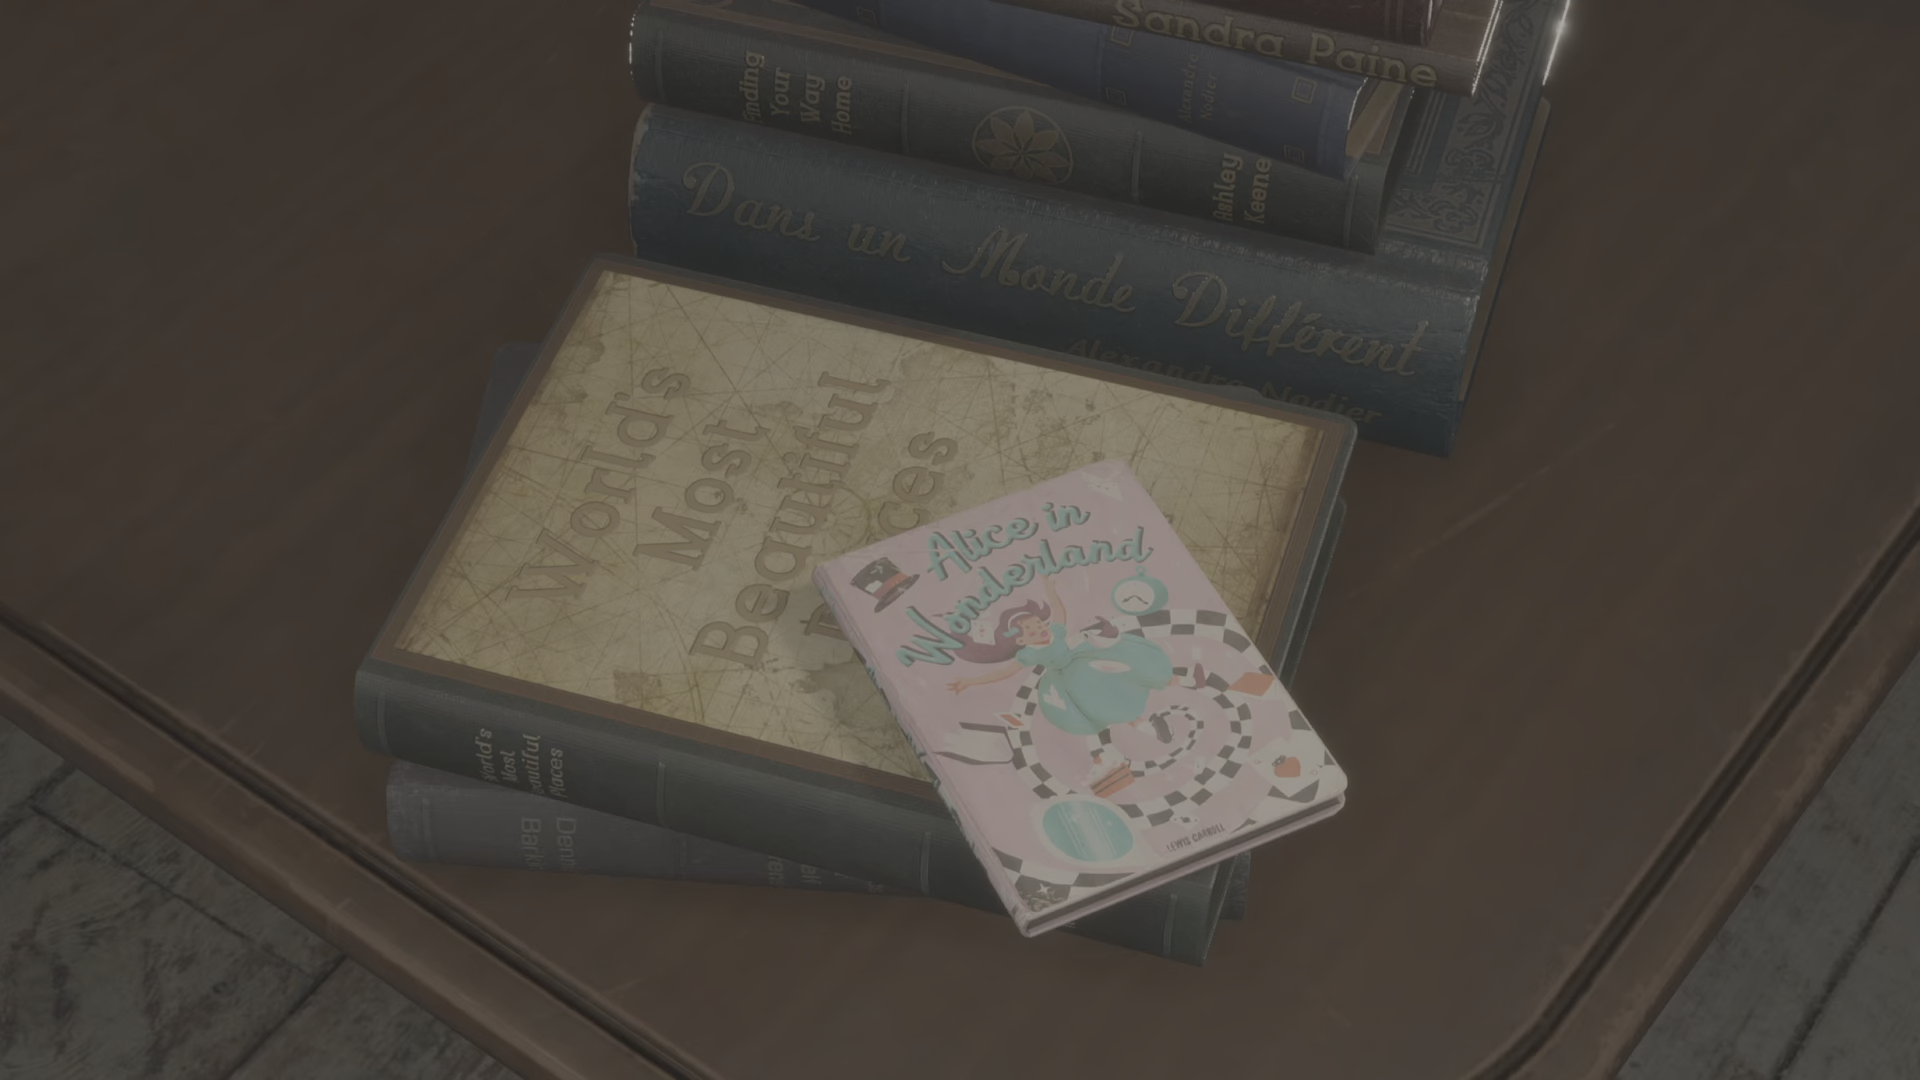 Sandra Paine
Alexandre
Nodier
Finding
Your
Way
Home
Ashley
Keene
Dans un Monde Différent
Alexandre Nodier
World's
Most
Beautiful
Alice in
Wonderland
LEWIS CARROLL
World's
Most
Beautiful
Places